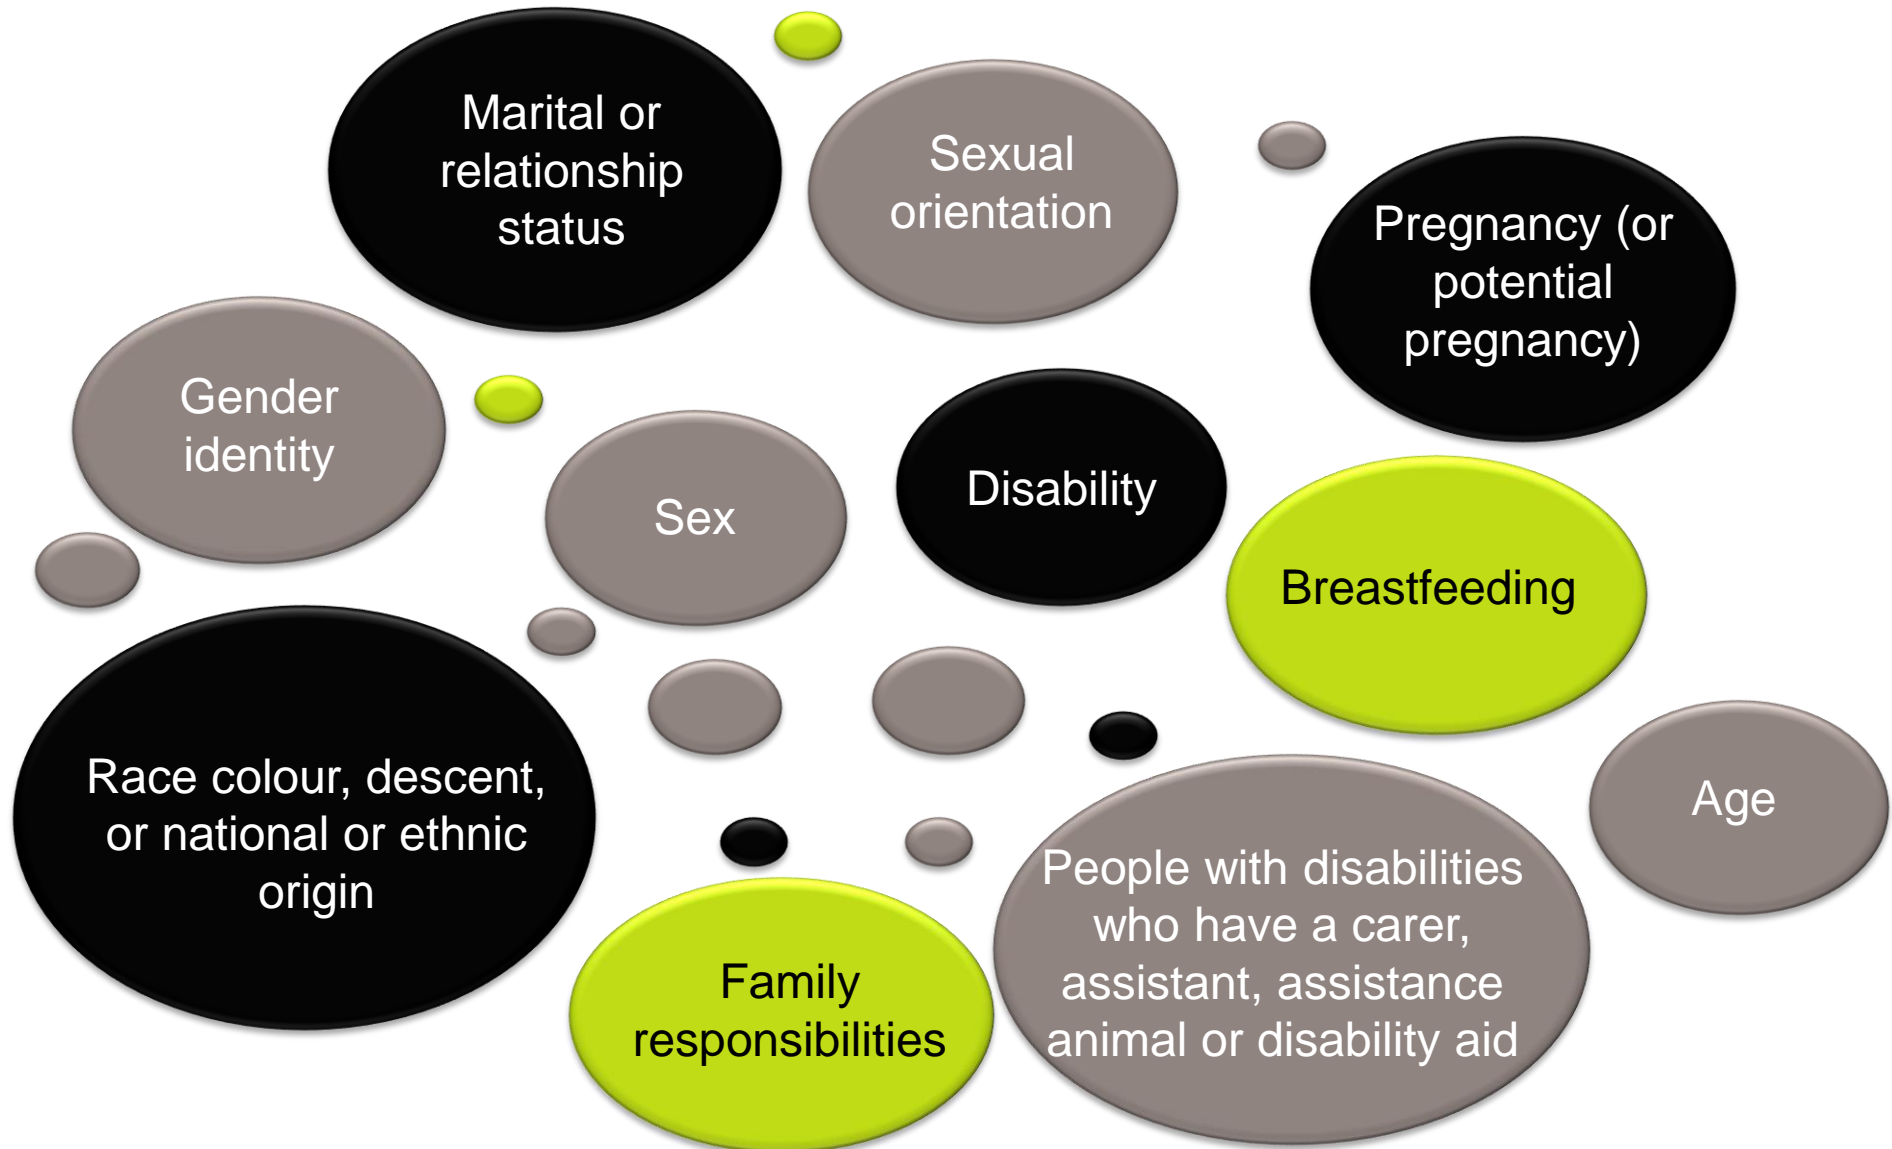 Marital or
relationship
status
Sexual
orientation
Pregnancy (or
potential
pregnancy)
Gender
identity
Sex
Disability
Breastfeeding
Race colour, descent,
or national or ethnic
origin
Age
People with disabilities
who have a carer,
assistant, assistance
animal or disability aid
Family
responsibilities